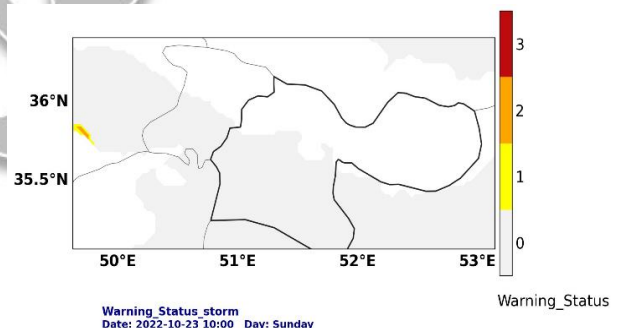 36°N
35.5°N
50°E 51°E 52°E 53°E
3
2
1
0
Warning_Status
Warning_Status_storm
Date: 2022-10-23 10:00 Day: Sunday